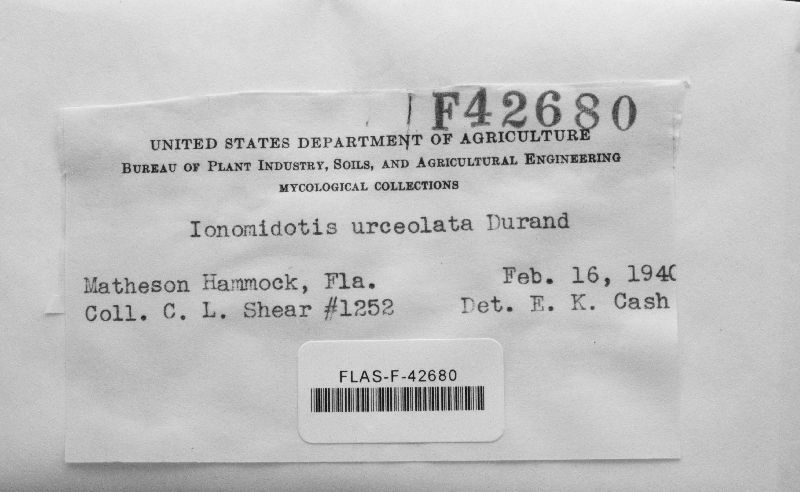 F42680
UNITED STATES DEPARTMENT OF AGRICULTURE
BUREAU OF PLANT INDUSTRY, SOILS, AND AGRICULTURAL ENGINEERING
MYCOLOGICAL COLLECTIONS
Ionomidotis urceolata Durand
Matheson Hammock, Fla. Feb. 16, 1940
Coll. C. L. Shear #1252 Det. E. K. Cash
FLAS-F-42680